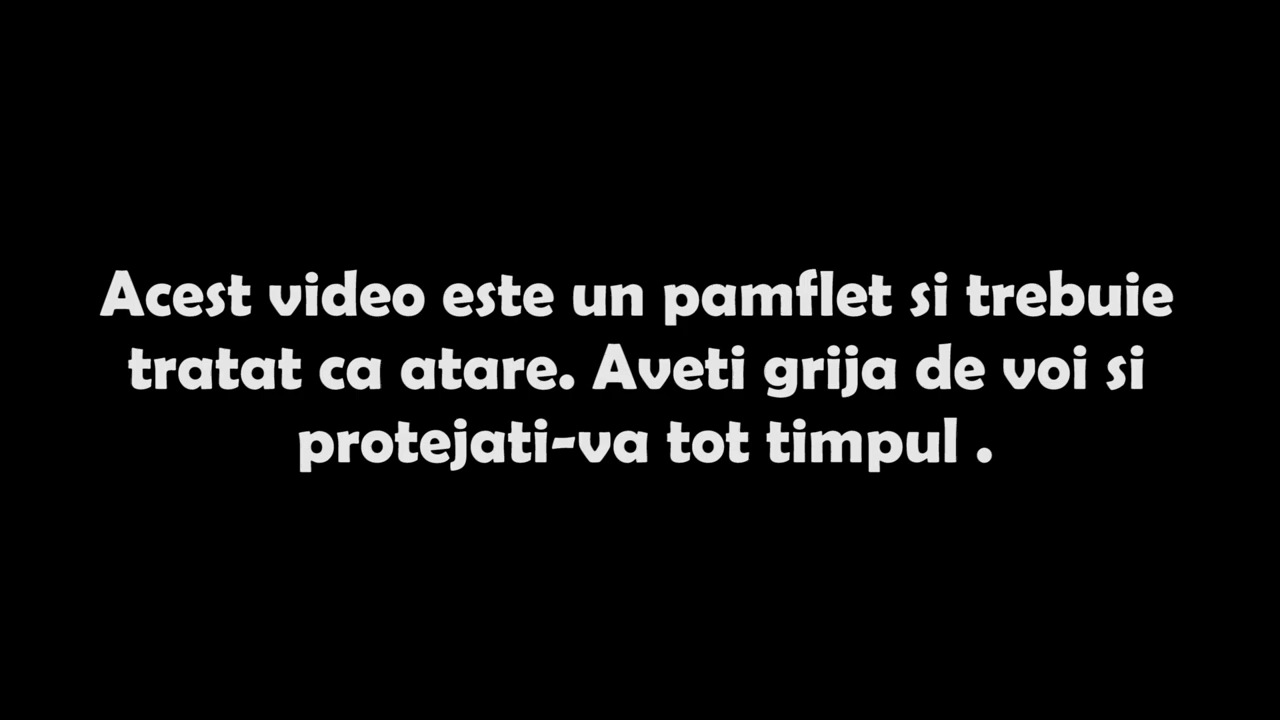 Acest video este un pamflet si trebuie
tratat ca atare. Aveti grija de voi si
protejati-va tot timpul .